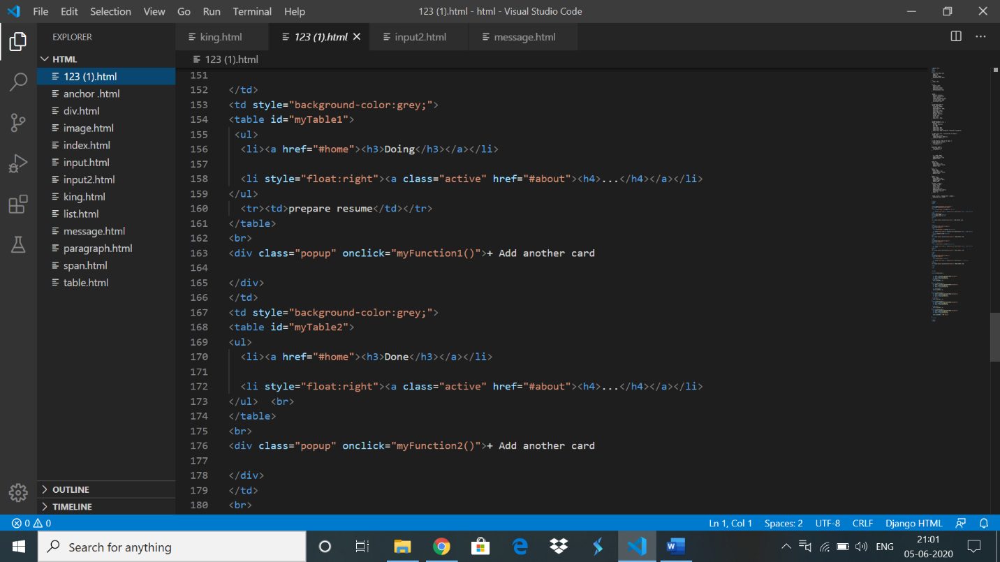 File Edit Selection View Go Run Terminal Help 123 (1).html - html - Visual Studio Code
EXPLORER
king.html 123 (1).html input2.html message.html
HTML
123 (1).html
anchor .html
div.html
image.html
index.html
input.html
input2.html
king.html
list.html
message.html
paragraph.html
span.html
table.html
OUTLINE
TIMELINE
123 (1).html
151
152 </td>
153 <td style="background-color:grey;">
154 <table id="myTable1">
155 <ul>
156 <li><a href="#home"><h3>Doing</h3></a></li>
157
158 <li style="float:right"><a class="active" href="#about"><h4>...</h4></a></li>
159 </ul>
160 <tr><td>prepare resume</td></tr>
161 </table>
162 <br>
163 <div class="popup" onclick="myFunction1()">+ Add another card
164
165 </div>
166 </td>
167 <td style="background-color:grey;">
168 <table id="myTable2">
169 <ul>
170 <li><a href="#home"><h3>Done</h3></a></li>
171
172 <li style="float:right"><a class="active" href="#about"><h4>...</h4></a></li>
173 </ul> <br>
174 </table>
175 <br>
176 <div class="popup" onclick="myFunction2()">+ Add another card
177
178 </div>
179 </td>
180 <br>
0 0 Ln 1, Col 1 Spaces: 2 UTF-8 CRLF Django HTML
Search for anything
ENG
21:01
05-06-2020